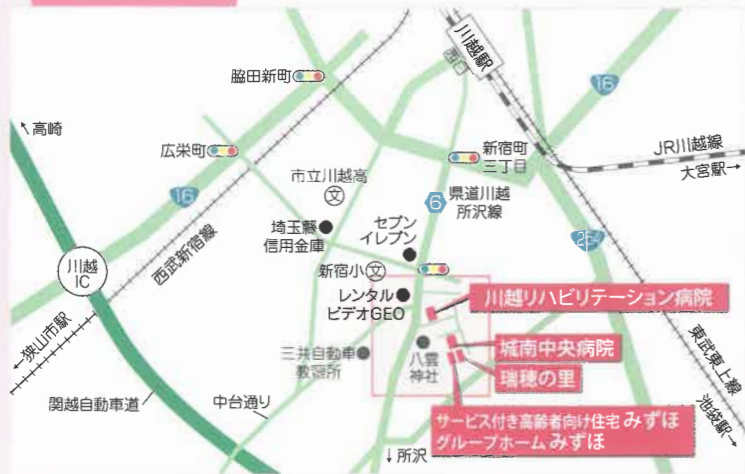 川越駅
西口
脇田新町
16
高崎
広栄町
新宿町
三丁目
JR川越線
大宮駅
市立川越高
文
16
6
県道川越
所沢線
埼玉縣
信用金庫
セブン
イレブン
254
西武新宿線
川越
IC
新宿小
文
レンタル
ビデオGEO
川越リハビリテーション病院
狭山市駅
三共自動車
教習所
八雲
神社
城南中央病院
瑞穂の里
東武東上線
池袋駅
関越自動車道
中台通り
サービス付き高齢者向け住宅 みずほ
グループホーム みずほ
所沢